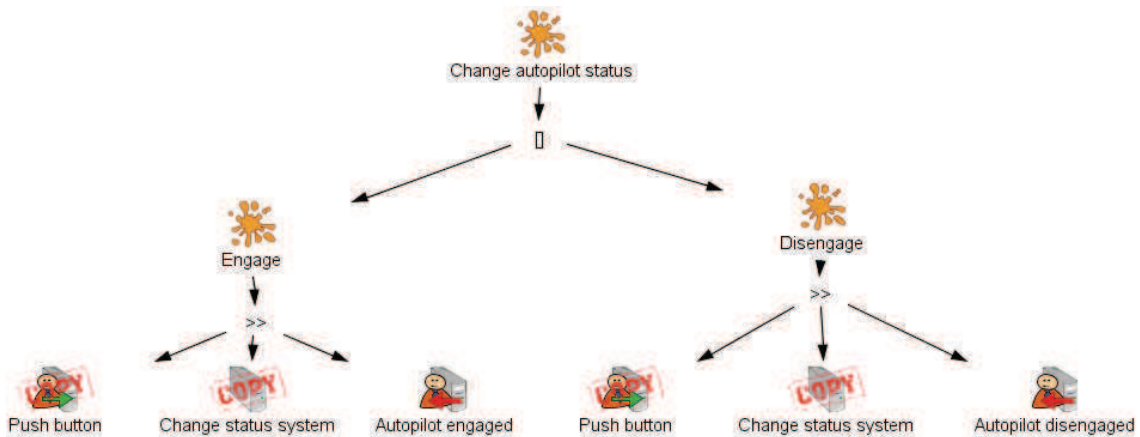 Change autopilot status
[]
Engage
Disengage
>>
>>
COPY
COPY
COPY
COPY
Push button
Change status system
Autopilot engaged
Push button
Change status system
Autopilot disengaged